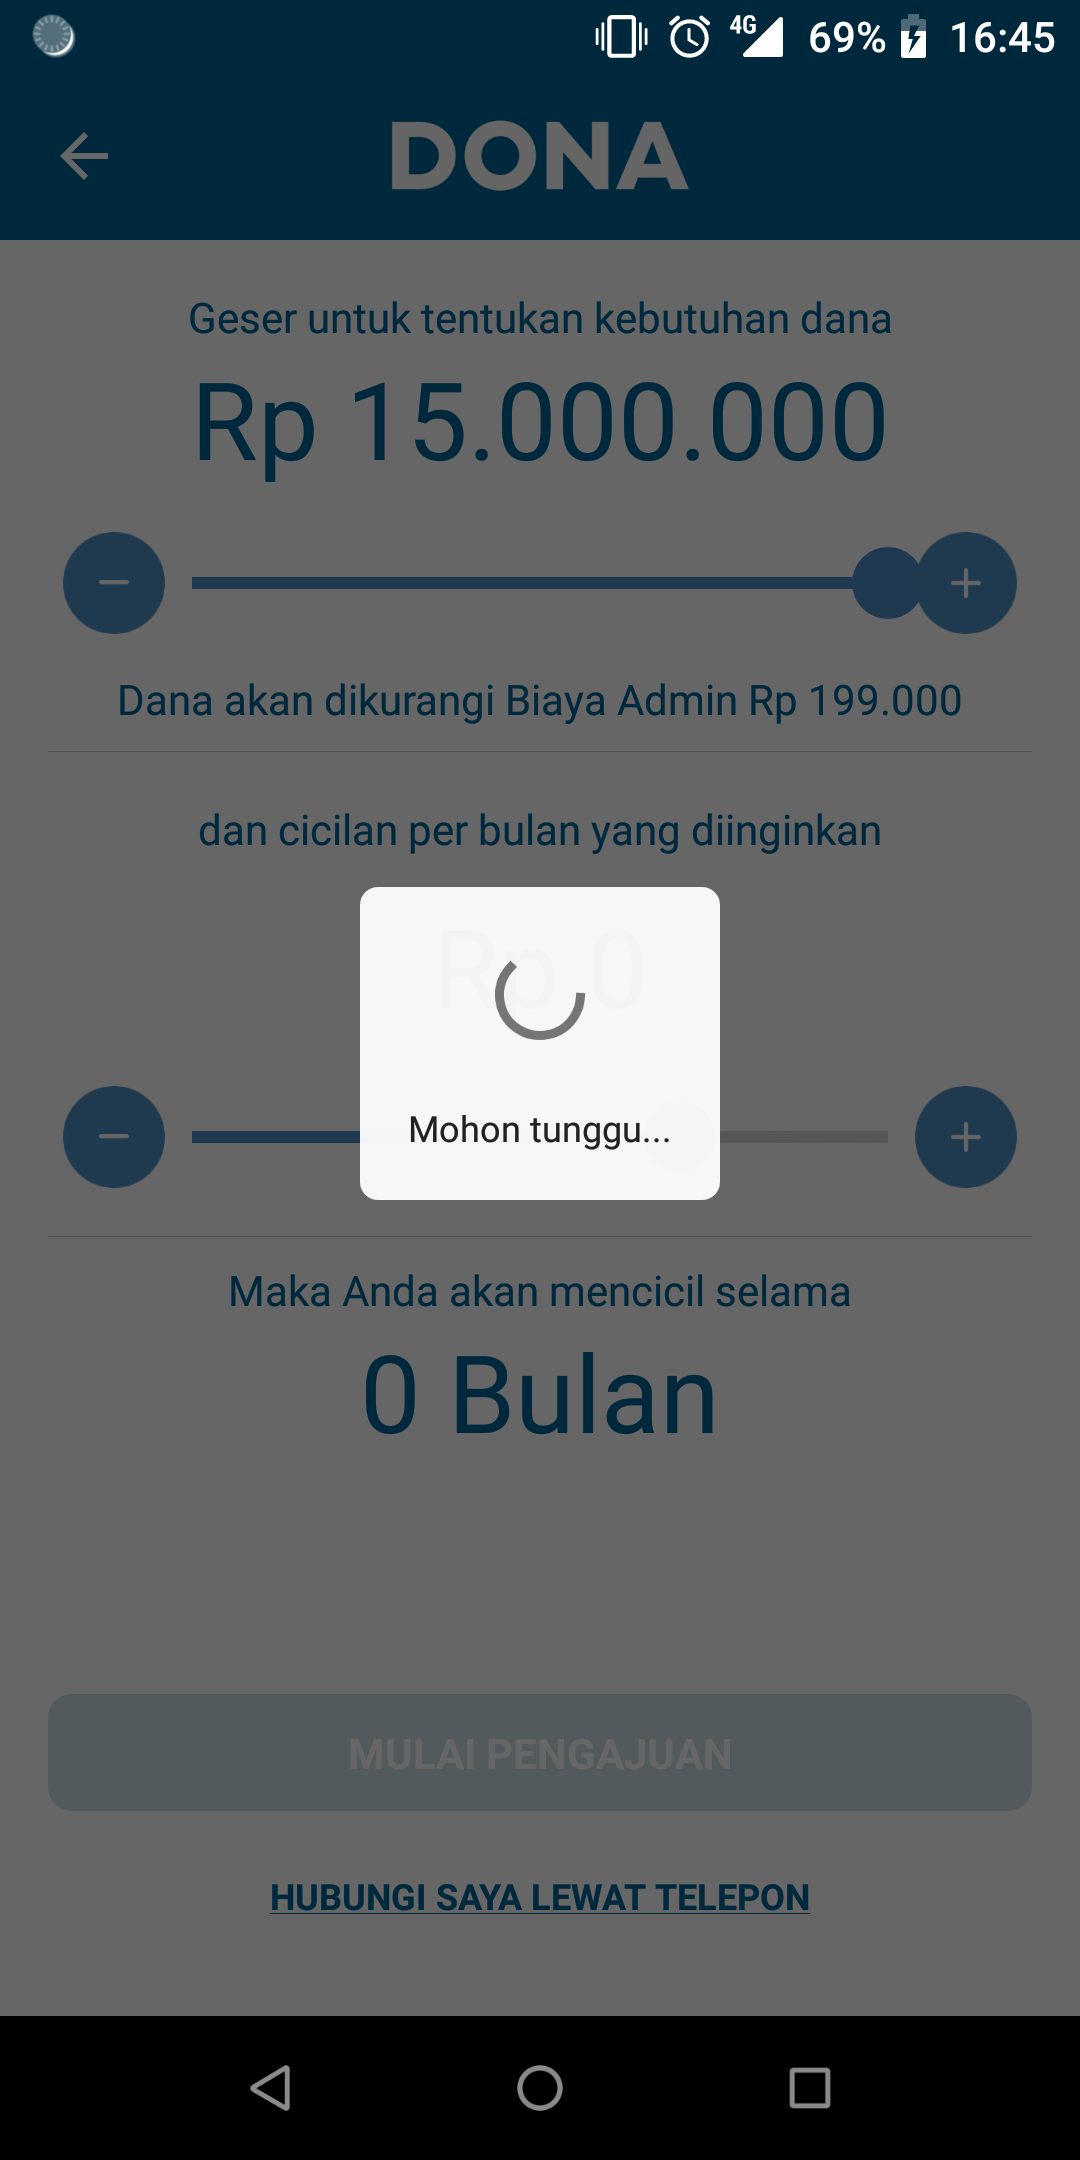 4G 69% 16:45
DONA
Geser untuk tentukan kebutuhan dana
Rp 15.000.000
Dana akan dikurangi Biaya Admin Rp 199.000
dan cicilan per bulan yang diinginkan
Rp 0
Mohon tunggu...
Maka Anda akan mencicil selama
0 Bulan
MULAI PENGAJUAN
HUBUNGI SAYA LEWAT TELEPON